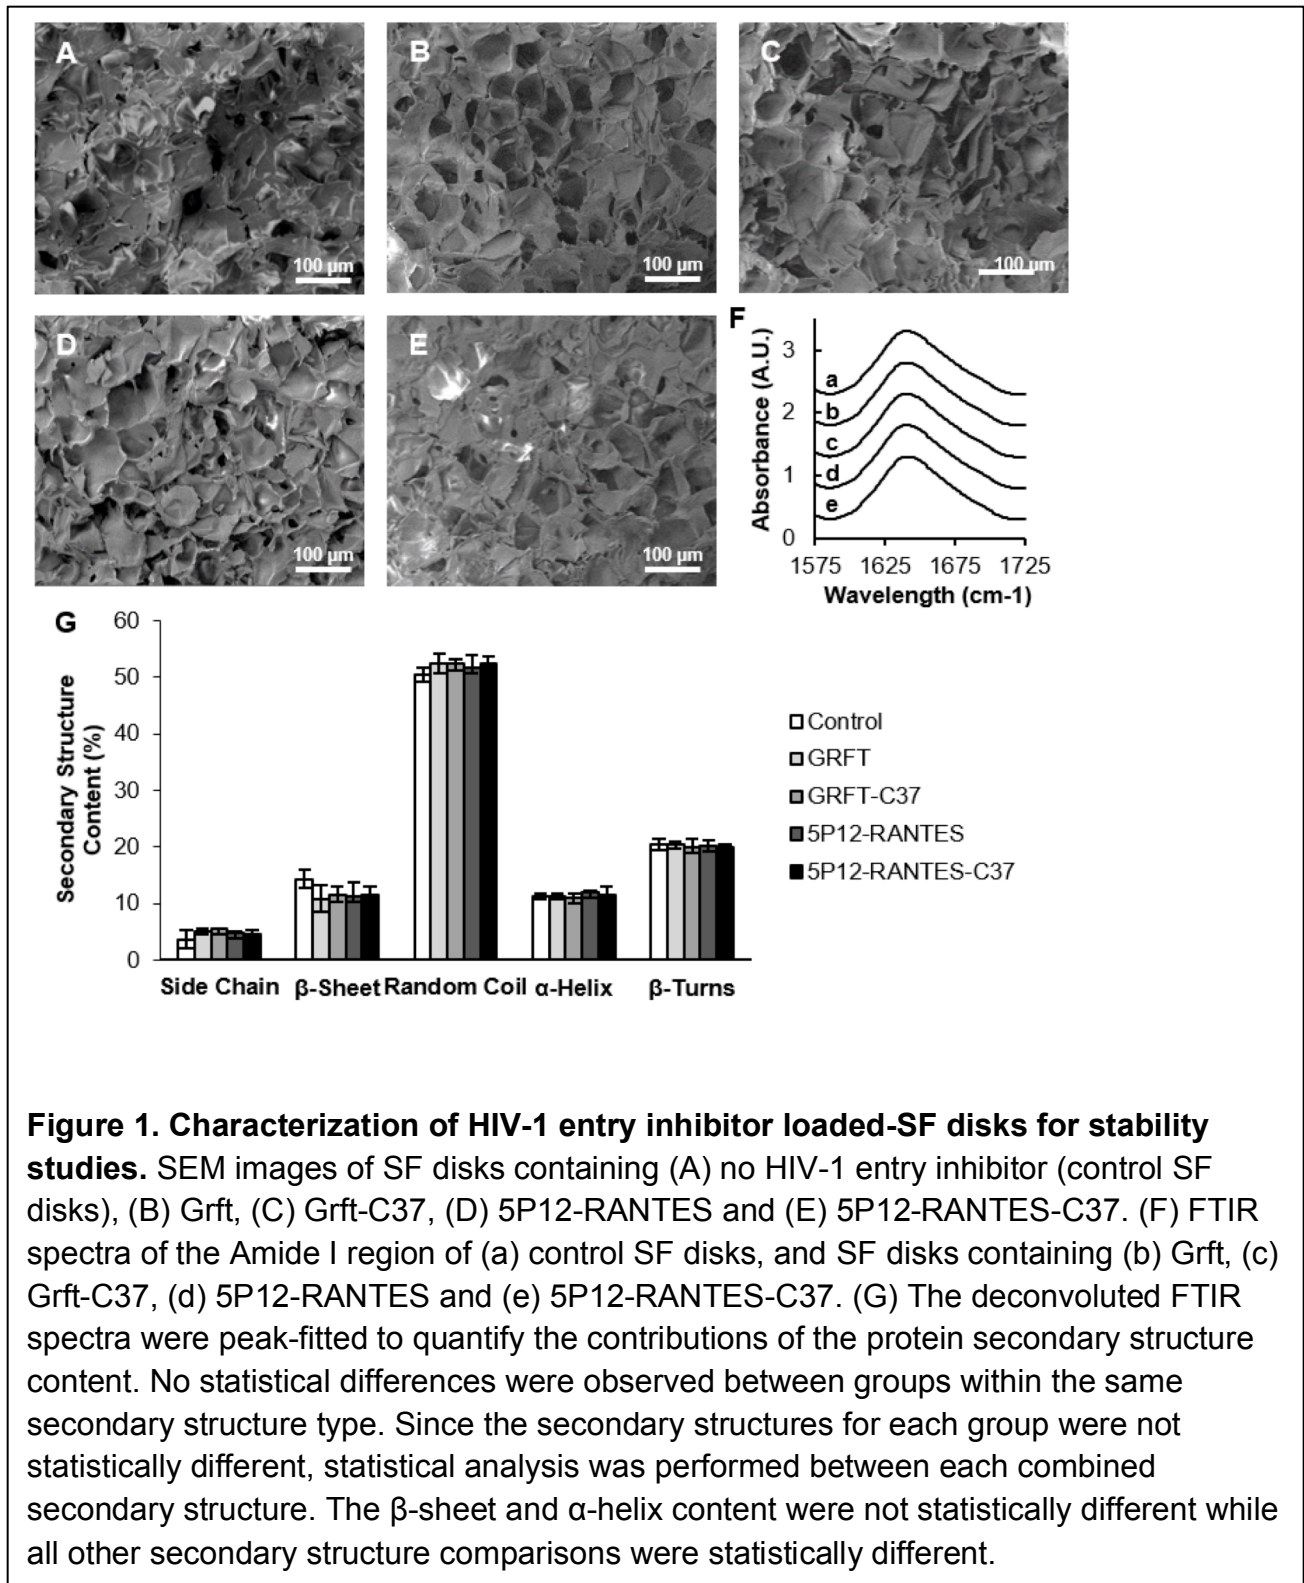 A
B
C
100 µm
100 µm
100 µm
D
E
F
100 µm
100 µm
Absorbance (A.U.)
3
2
1
0
a
b
c
d
e
1575 1625 1675 1725
Wavelength (cm-1)
G
Secondary Structure
Content (%)
60
50
40
30
20
10
0
Side Chain β-Sheet Random Coil α-Helix β-Turns
Control
GRFT
GRFT-C37
5P12-RANTES
5P12-RANTES-C37
Figure 1. Characterization of HIV-1 entry inhibitor loaded-SF disks for stability
studies. SEM images of SF disks containing (A) no HIV-1 entry inhibitor (control SF
disks), (B) Grft, (C) Grft-C37, (D) 5P12-RANTES and (E) 5P12-RANTES-C37. (F) FTIR
spectra of the Amide I region of (a) control SF disks, and SF disks containing (b) Grft, (c)
Grft-C37, (d) 5P12-RANTES and (e) 5P12-RANTES-C37. (G) The deconvoluted FTIR
spectra were peak-fitted to quantify the contributions of the protein secondary structure
content. No statistical differences were observed between groups within the same
secondary structure type. Since the secondary structures for each group were not
statistically different, statistical analysis was performed between each combined
secondary structure. The β-sheet and α-helix content were not statistically different while
all other secondary structure comparisons were statistically different.